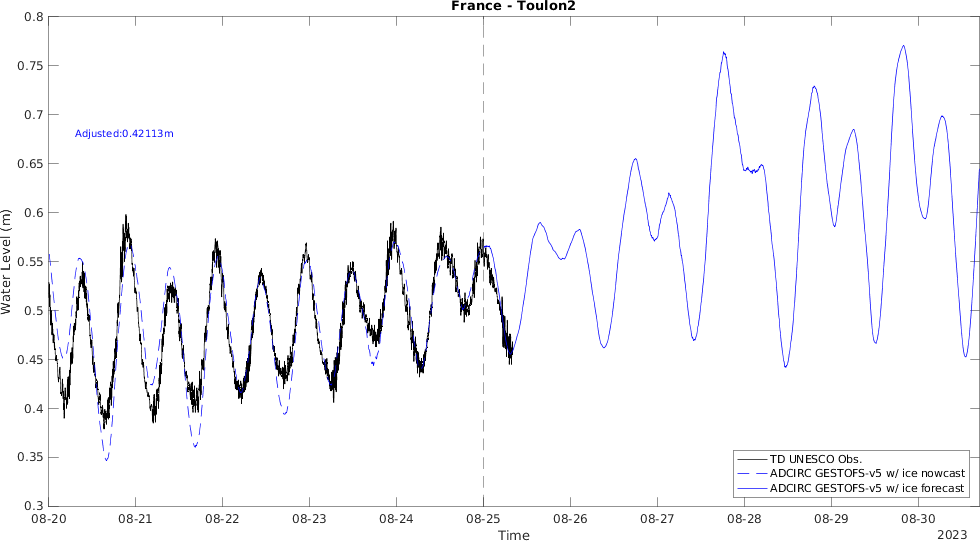 France - Toulon2
Water Level (m)
0.8
0.75
0.7
0.65
0.6
0.55
0.5
0.45
0.4
0.35
0.3
Adjusted:0.42113m
TD UNESCO Obs.
ADCIRC GESTOFS-v5 w/ ice nowcast
ADCIRC GESTOFS-v5 w/ ice forecast
08-20 08-21 08-22 08-23 08-24 08-25 08-26 08-27 08-28 08-29 08-30
Time
2023